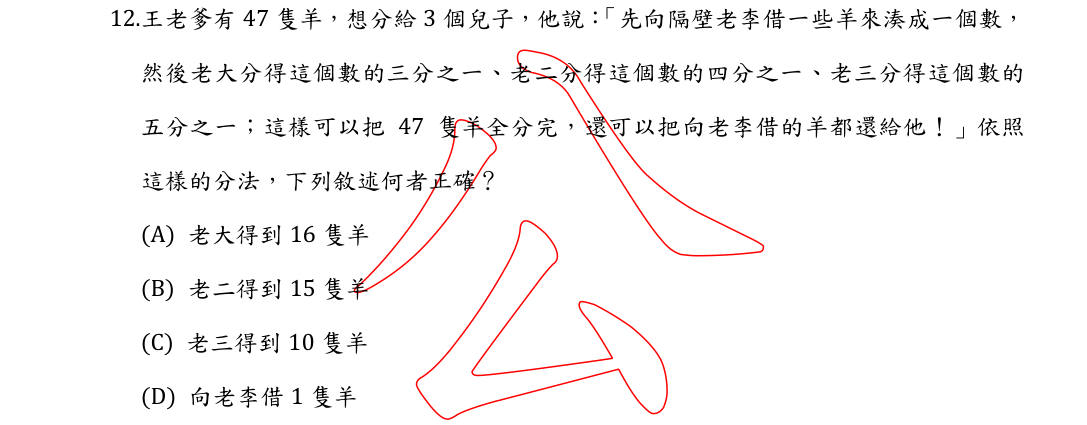 12.王老爹有 47 隻羊，想分給 3 個兒子，他說：「先向隔壁老李借一些羊來湊成一個數，
然後老大分得這個數的三分之一、老二分得這個數的四分之一、老三分得這個數的
五分之一；這樣可以把 47 隻羊全分完，還可以把向老李借的羊都還給他！」依照
這樣的分法，下列敘述何者正確？
(A) 老大得到 16 隻羊
(B) 老二得到 15 隻羊
(C) 老三得到 10 隻羊
(D) 向老李借 1 隻羊
公